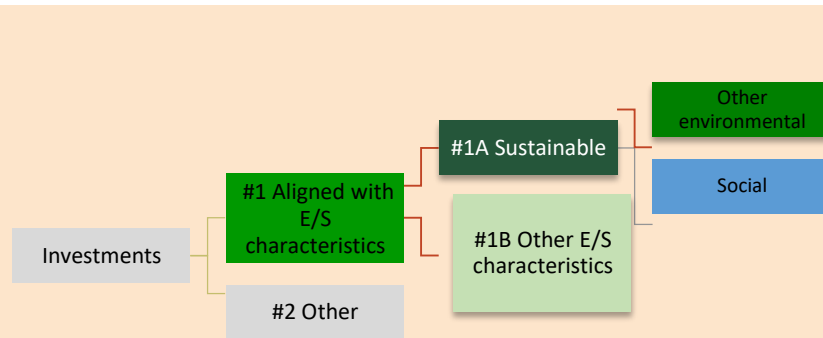 Investments
#1 Aligned with
E/S
characteristics
#2 Other
#1A Sustainable
#1B Other E/S
characteristics
Other
environmental
Social